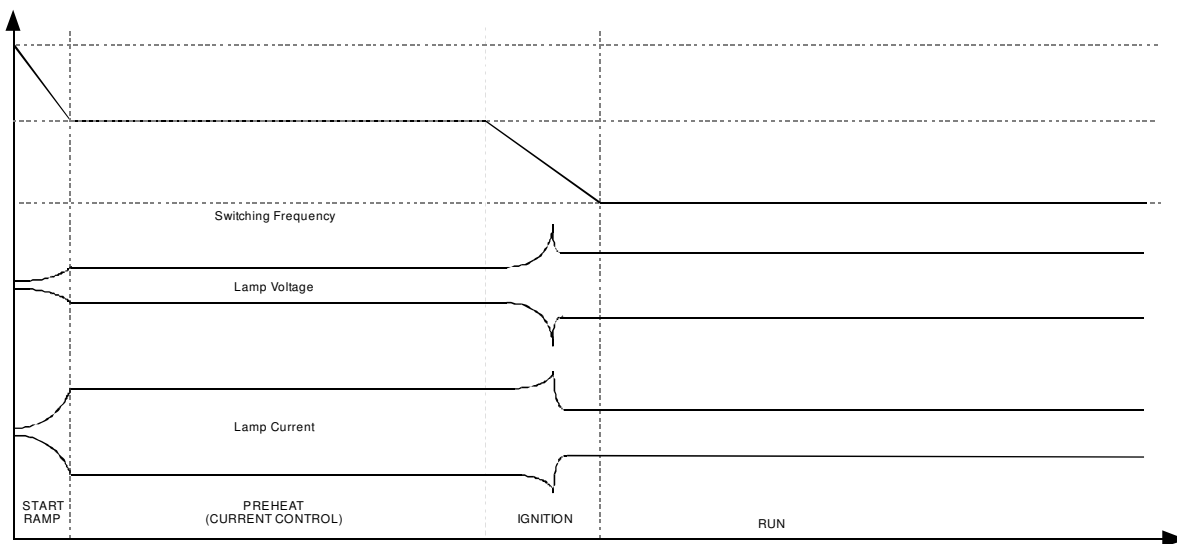 Switching Frequency
Lamp Voltage
Lamp Current
START
RAMP
PREHEAT
(CURRENT CONTROL)
IGNITION
RUN